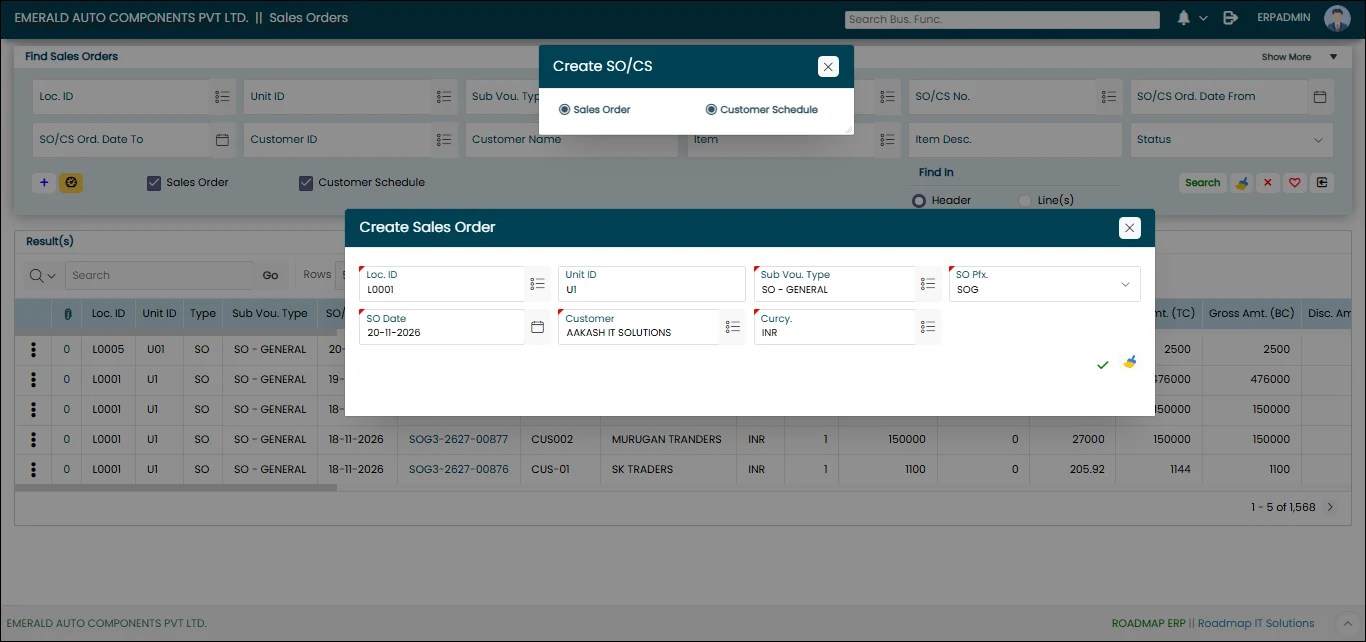 EMERALD AUTO COMPONENTS PVT LTD. || Sales Orders
Search Bus. Func.
ERPADMIN
Find Sales Orders
Show More
Create SO/CS
Sales Order
Customer Schedule
Loc. ID
Unit ID
Sub Vou. Typ
SO/CS No.
SO/CS Ord. Date From
SO/CS Ord. Date To
Customer ID
Customer Name
Item
Item Desc.
Status
Sales Order
Customer Schedule
Find In
Header
Line(s)
Search
Create Sales Order
Loc. ID
L0001
Unit ID
U1
Sub Vou. Type
SO - GENERAL
SO Pfx.
SOG
SO Date
20-11-2026
Customer
AAKASH IT SOLUTIONS
Curcy.
INR
Result(s)
Search
Go
Rows
Loc. ID Unit ID Type Sub Vou. Type SO/ mt. (TC) Gross Amt. (BC) Disc. Am
0 L0005 U01 SO SO - GENERAL 20- 2500 2500
0 L0001 U1 SO SO - GENERAL 19- 476000 476000
0 L0001 U1 SO SO - GENERAL 18- 150000 150000
0 L0001 U1 SO SO - GENERAL 18-11-2026 SOG3-2627-00877 CUS002 MURUGAN TRANDERS INR 1 150000 0 27000 150000 150000
0 L0001 U1 SO SO - GENERAL 18-11-2026 SOG3-2627-00876 CUS-01 SK TRADERS INR 1 1100 0 205.92 1144 1100
1 - 5 of 1,568
EMERALD AUTO COMPONENTS PVT LTD.
ROADMAP ERP || Roadmap IT Solutions